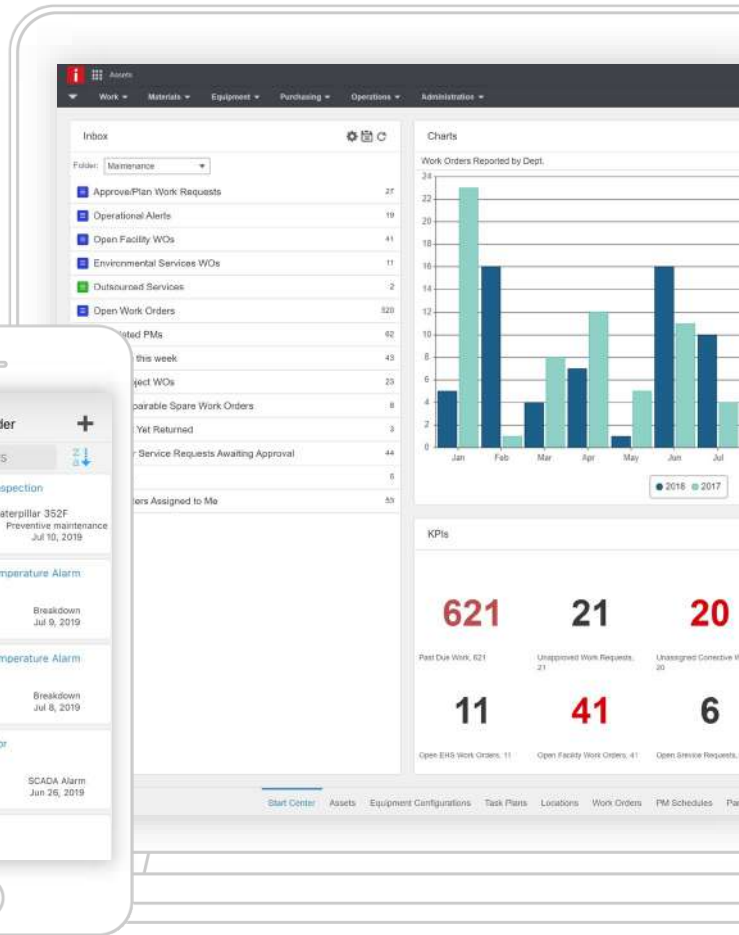 i Assets
Work Materials Equipment Purchasing Operations Administration
Inbox
Folder: Maintenance
Approve/Plan Work Requests 27
Operational Alerts 19
Open Facility WOs 41
Environmental Services WOs 11
Outsourced Services 2
Open Work Orders 520
ated PMs 62
this week 43
ject WOs 23
pairable Spare Work Orders 8
Yet Returned 3
r Service Requests Awaiting Approval 44
ers Assigned to Me 53
Charts
Work Orders Reported by Dept.
24
22
20
18
16
14
12
10
8
6
4
2
0
Jan Feb Mar Apr May Jun Jul
2018 2017
KPIs
621 21 20
Past Due Work, 621
Unapproved Work Requests,
21
Unassigned Corrective W
20
11 41 6
Open EHS Work Orders, 11 Open Facility Work Orders, 41 Open Srevice Requests,
Start Center Assets Equipment Configurations Task Plans Locations Work Orders PM Schedules Pa
der +
s
spection
aterpillar 352F
Preventive maintenance
Jul 10, 2019
mperature Alarm
Breakdown
Jul 9, 2019
mperature Alarm
Breakdown
Jul 8, 2019
or
SCADA Alarm
Jun 26, 2019